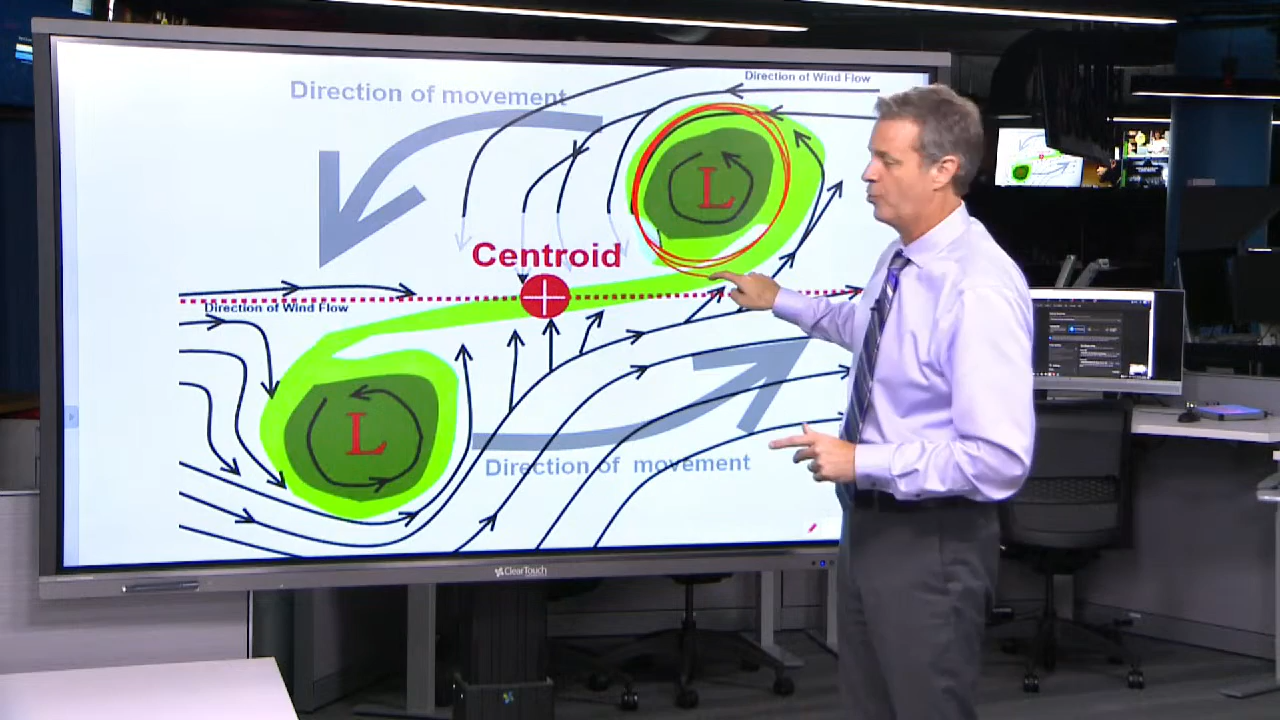 Direction of Wind Flow
Direction of movement
L
Centroid
Direction of Wind Flow
L
Direction of movement
ClearTouch